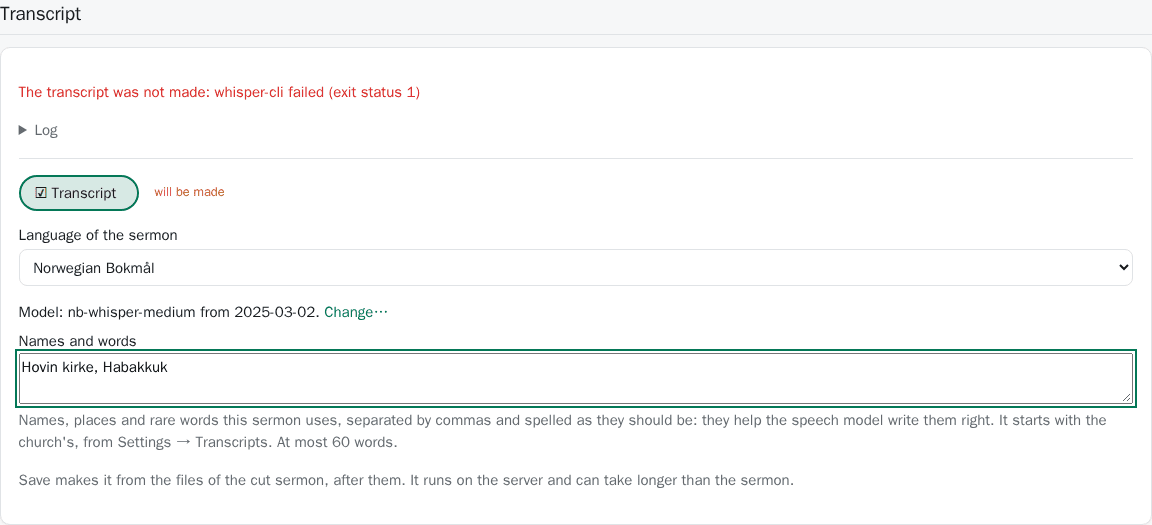 Transcript
The transcript was not made: whisper-cli failed (exit status 1)
▶ Log
☑ Transcript will be made
Language of the sermon
Norwegian Bokmål
Model: nb-whisper-medium from 2025-03-02. Change⋯
Names and words
Hovin kirke, Habakkuk
Names, places and rare words this sermon uses, separated by commas and spelled as they should be: they help the speech model write them right. It starts with the
church's, from Settings → Transcripts. At most 60 words.
Save makes it from the files of the cut sermon, after them. It runs on the server and can take longer than the sermon.